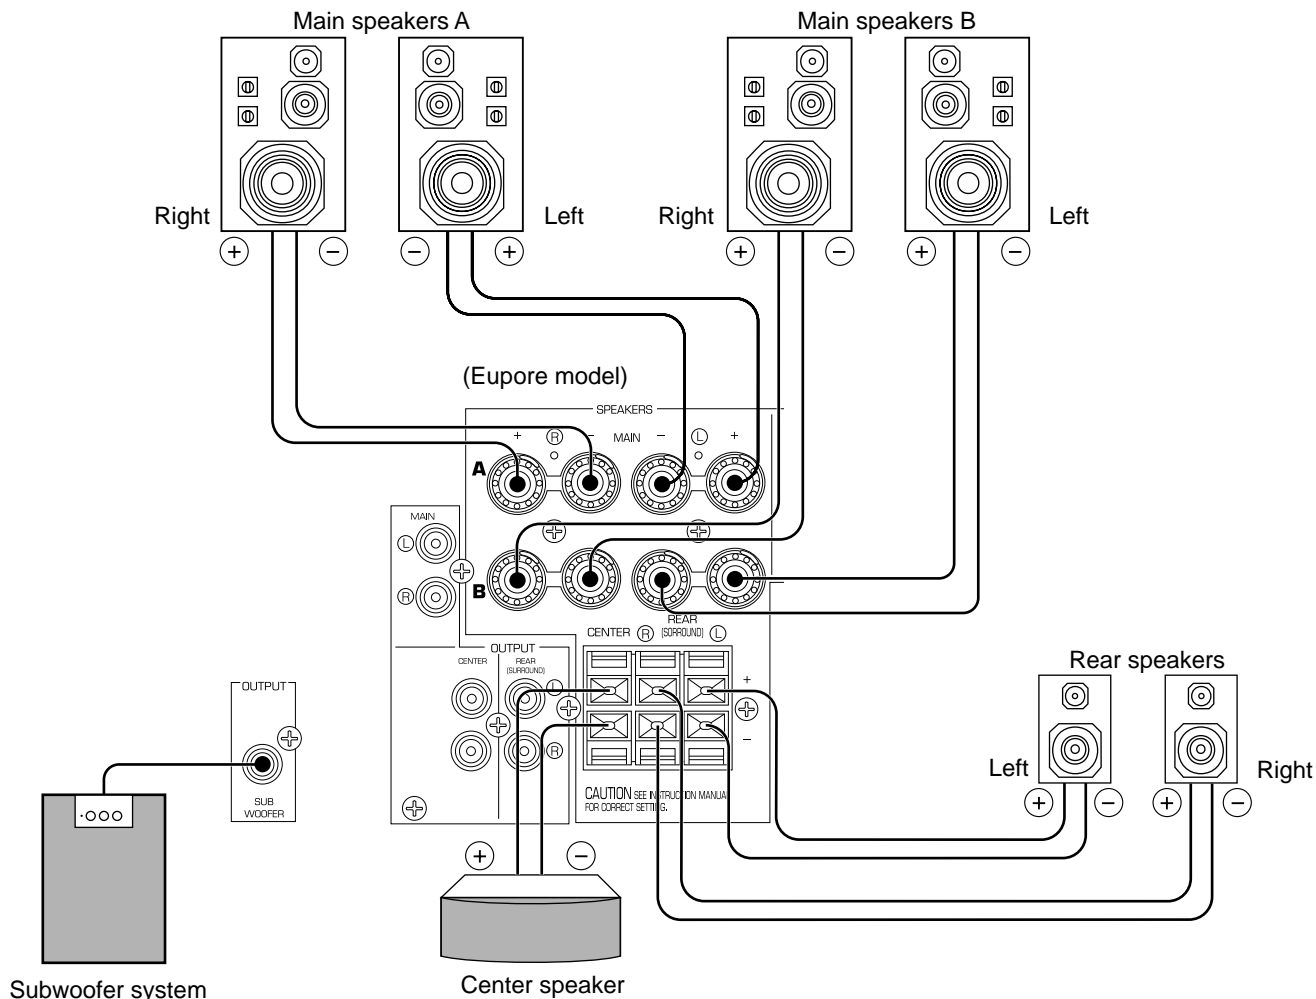 Main speakers A
Main speakers B
Right
Left
Right
Left
+ −
− +
+ −
+ −
(Eupore model)
SPEAKERS
+ R − MAIN − L +
A
MAIN
L
R
B
REAR
CENTER R (SORROUND) L
OUTPUT
CENTER
REAR
(SURROUND)
L
R
+
−
Rear speakers
Left
Right
+ −
+ −
OUTPUT
SUB
WOOFER
CAUTION SEE INSTRUCTION MANUAL
FOR CORRECT SETTING.
+ −
Subwoofer system
Center speaker